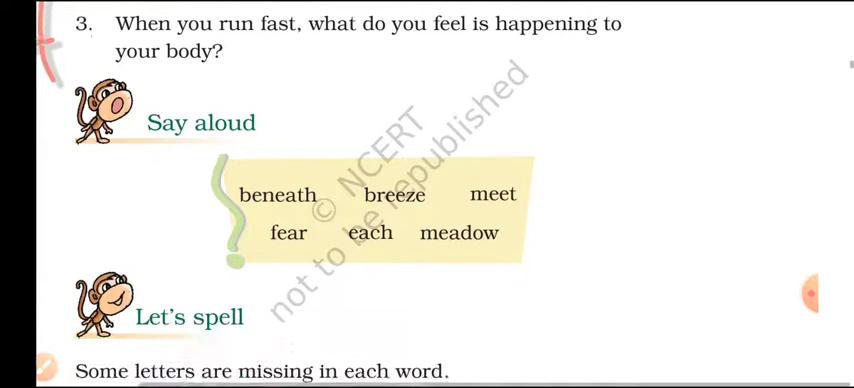 3. When you run fast, what do you feel is happening to
your body?
Say aloud
beneath breeze meet
fear each meadow
© NCERT
not to be republished
Let's spell
Some letters are missing in each word.